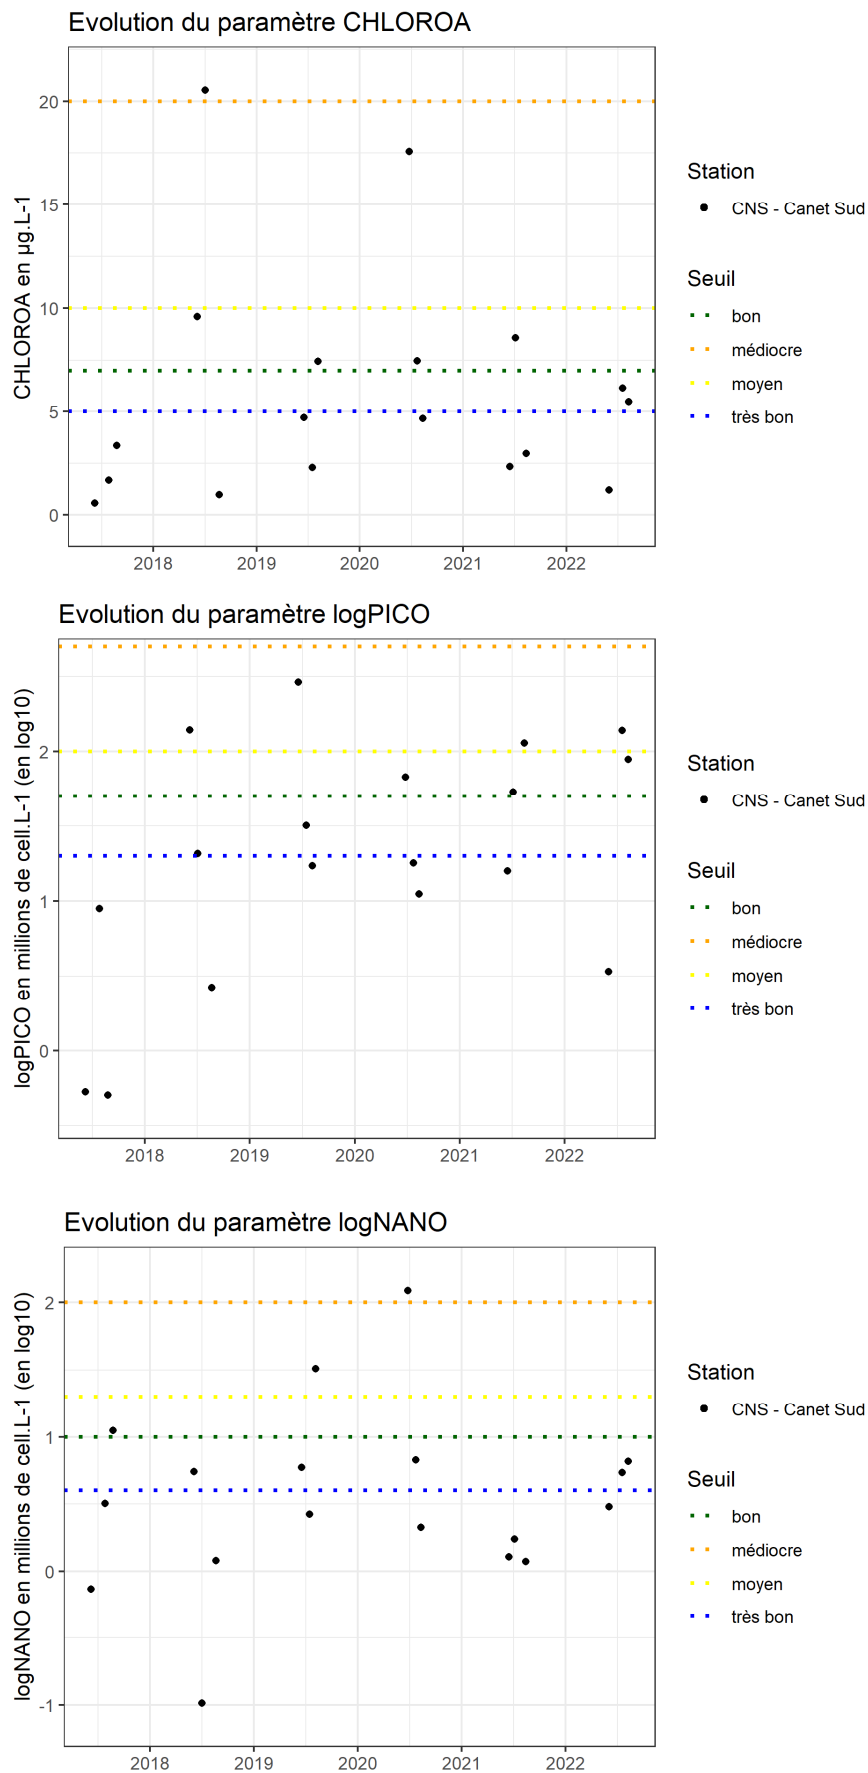 Evolution du paramètre CHLOROA
CHLOROA en µg.L-1
20
15
10
5
0
2018 2019 2020 2021 2022
Station
CNS - Canet Sud
Seuil
bon
médiocre
moyen
très bon
Evolution du paramètre logPICO
logPICO en millions de cell.L-1 (en log10)
2
1
0
2018 2019 2020 2021 2022
Station
CNS - Canet Sud
Seuil
bon
médiocre
moyen
très bon
Evolution du paramètre logNANO
logNANO en millions de cell.L-1 (en log10)
2
1
0
-1
2018 2019 2020 2021 2022
Station
CNS - Canet Sud
Seuil
bon
médiocre
moyen
très bon